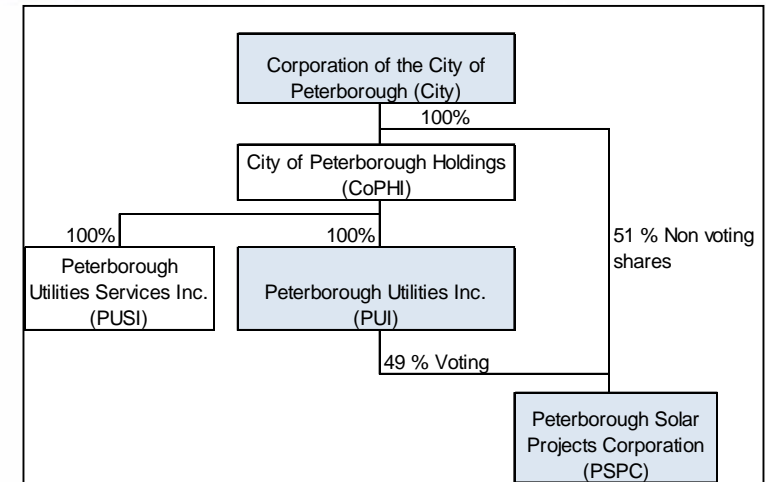 Corporation of the City of
Peterborough (City)
100%
City of Peterborough Holdings
(CoPHI)
100%
100%
51 % Non voting
shares
Peterborough
Utilities Services Inc.
(PUSI)
Peterborough Utilities Inc.
(PUI)
49 % Voting
Peterborough Solar
Projects Corporation
(PSPC)